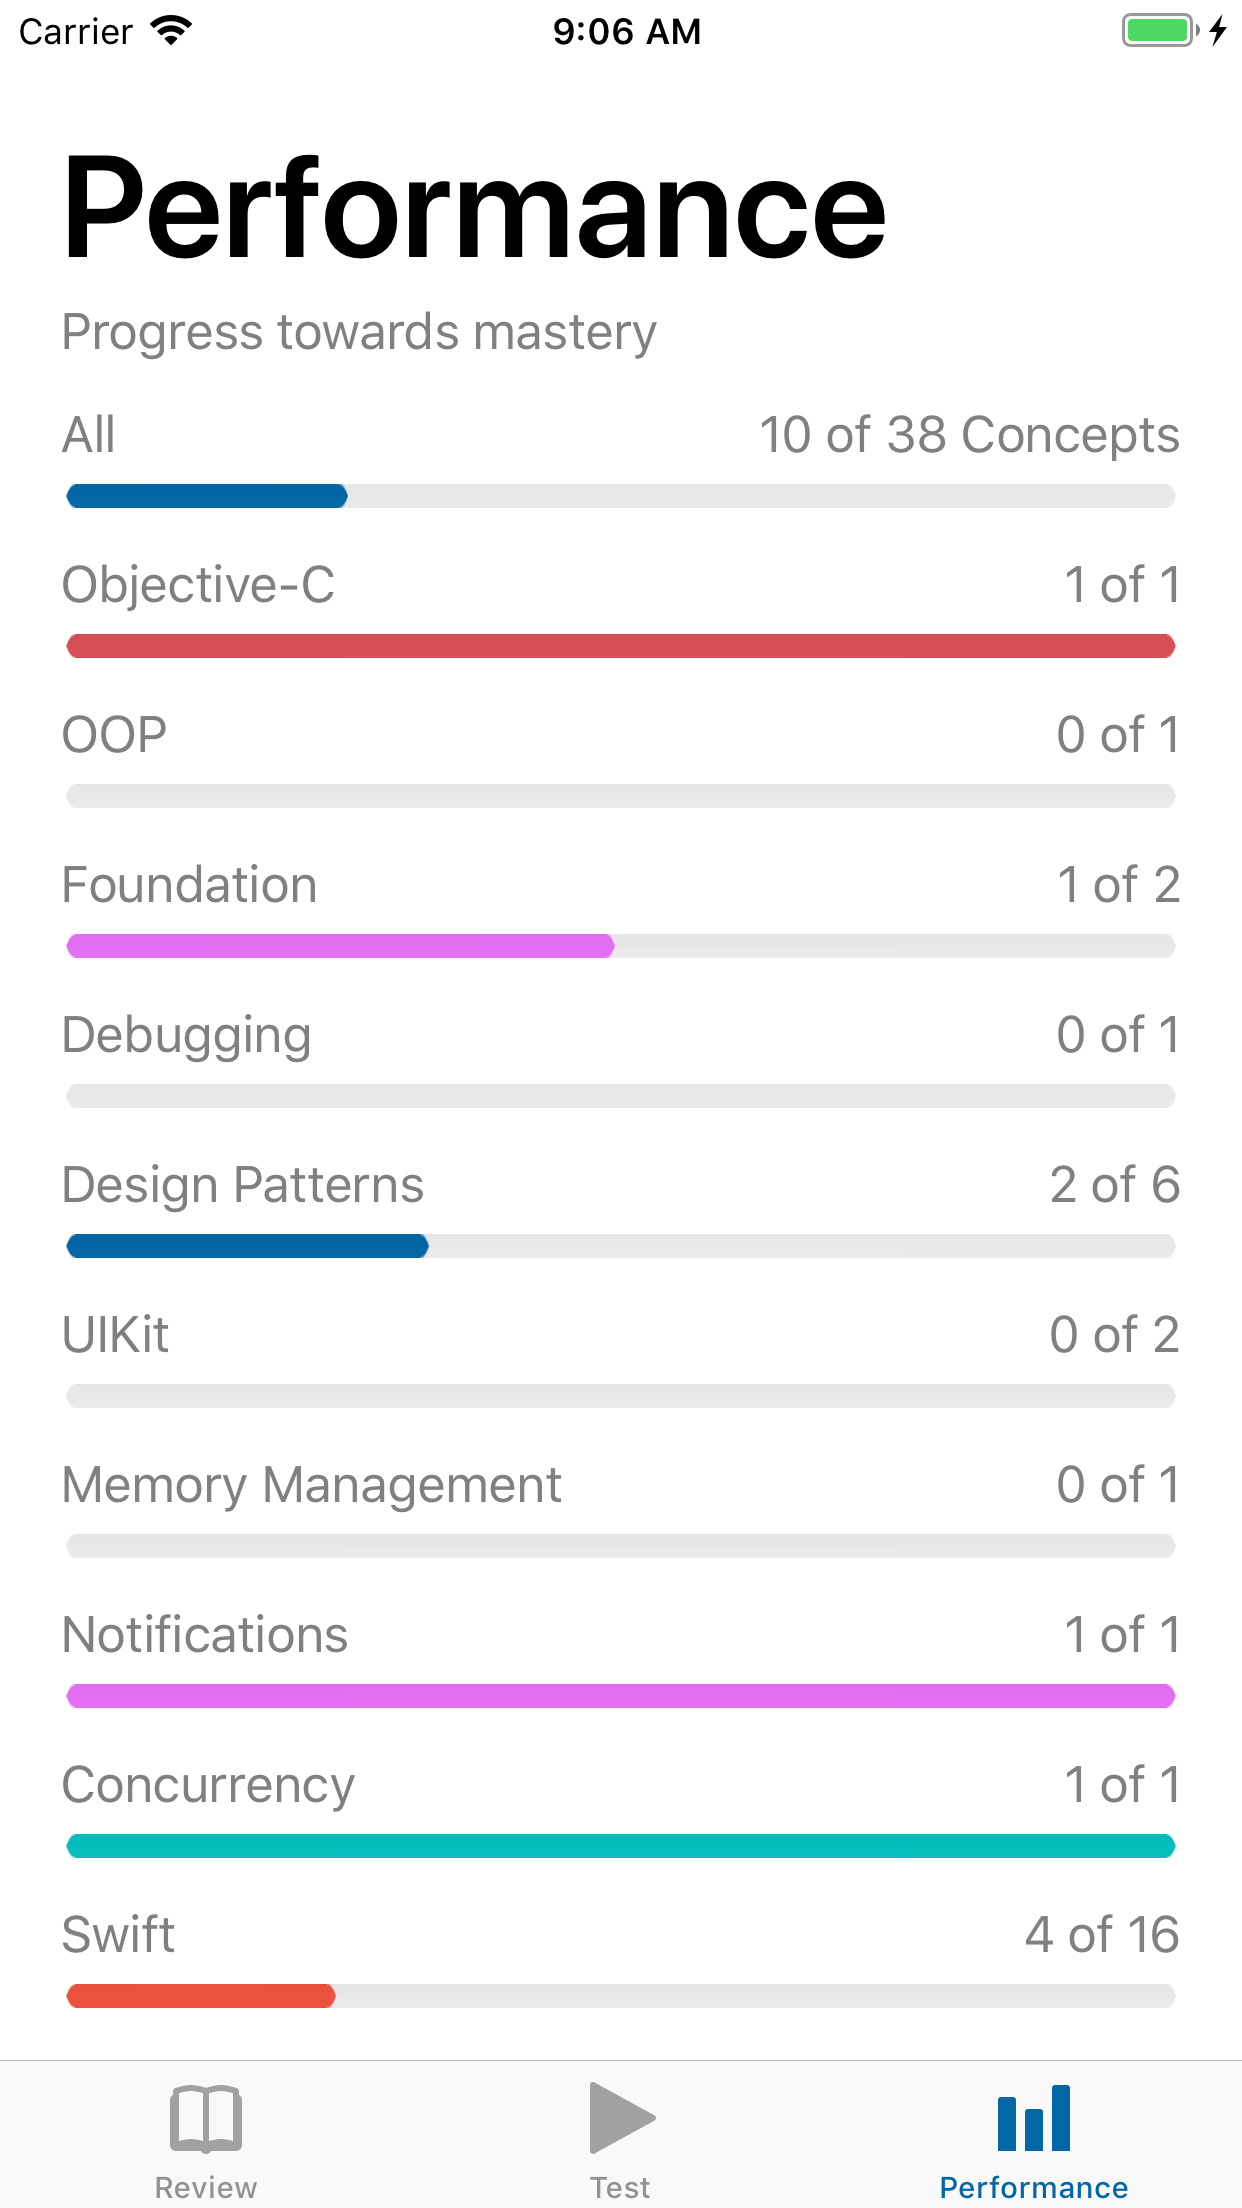 Carrier 9:06 AM
Performance
Progress towards mastery
All 10 of 38 Concepts
Objective-C 1 of 1
OOP 0 of 1
Foundation 1 of 2
Debugging 0 of 1
Design Patterns 2 of 6
UIKit 0 of 2
Memory Management 0 of 1
Notifications 1 of 1
Concurrency 1 of 1
Swift 4 of 16
Review Test Performance